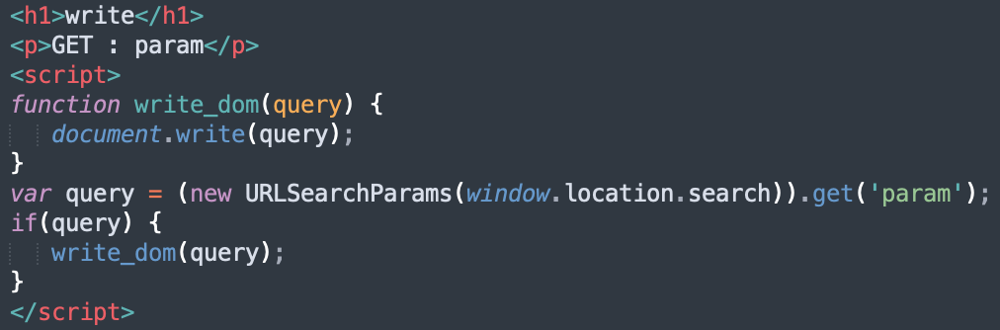 <h1>write</h1>
<p>GET : param</p>
<script>
function write_dom(query) {
    document.write(query);
}
var query = (new URLSearchParams(window.location.search)).get('param');
if(query) {
    write_dom(query);
}
</script>